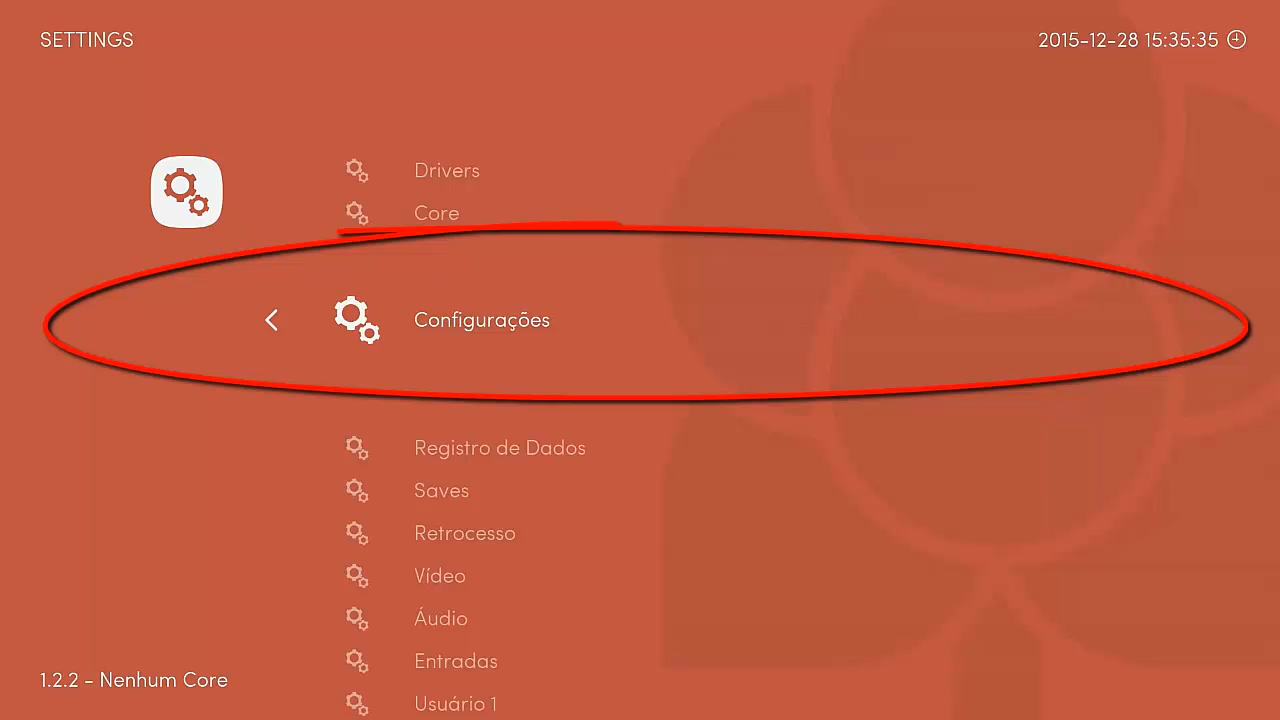 SETTINGS
2015-12-28 15:35:35
Drivers
Core
Configurações
Registro de Dados
Saves
Retrocesso
Vídeo
Áudio
Entradas
Usuário 1
1.2.2 - Nenhum Core